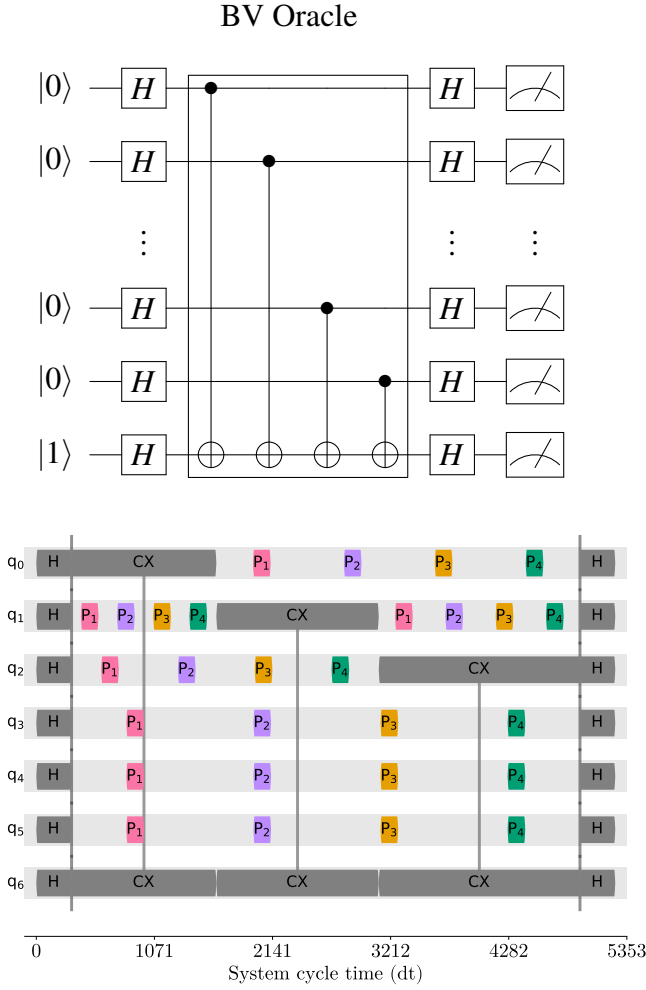 BV Oracle
|0⟩ H H
|0⟩ H H
⋮ ⋮ ⋮
|0⟩ H H
|0⟩ H H
|1⟩ H H
q₀ H CX P₁ P₂ P₃ P₄ H
q₁ H P₁ P₂ P₃ P₄ CX P₁ P₂ P₃ P₄ H
q₂ H P₁ P₂ P₃ P₄ CX H
q₃ H P₁ P₂ P₃ P₄ H
q₄ H P₁ P₂ P₃ P₄ H
q₅ H P₁ P₂ P₃ P₄ H
q₆ H CX CX CX H
0 1071 2141 3212 4282 5353
System cycle time (dt)